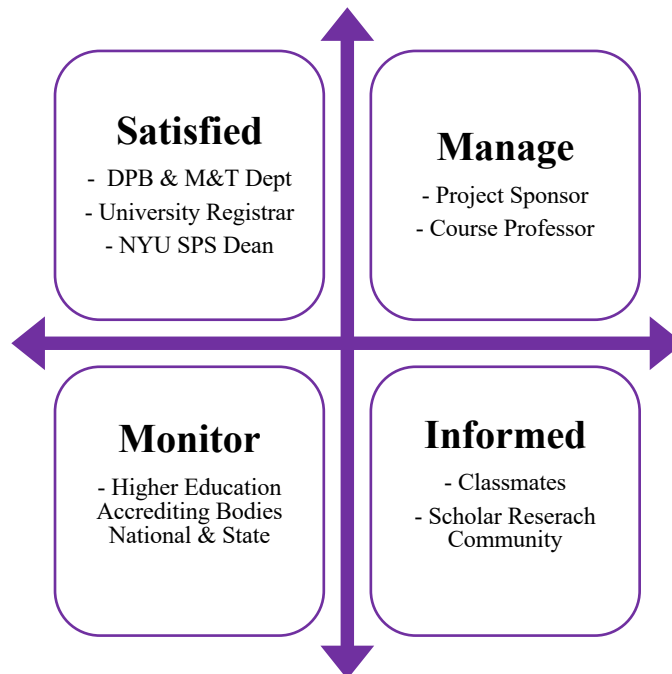 Satisfied
- DPB & M&T Dept
- University Registrar
- NYU SPS Dean
Manage
- Project Sponsor
- Course Professor
Monitor
- Higher Education
Accrediting Bodies
National & State
Informed
- Classmates
- Scholar Reserach
Community